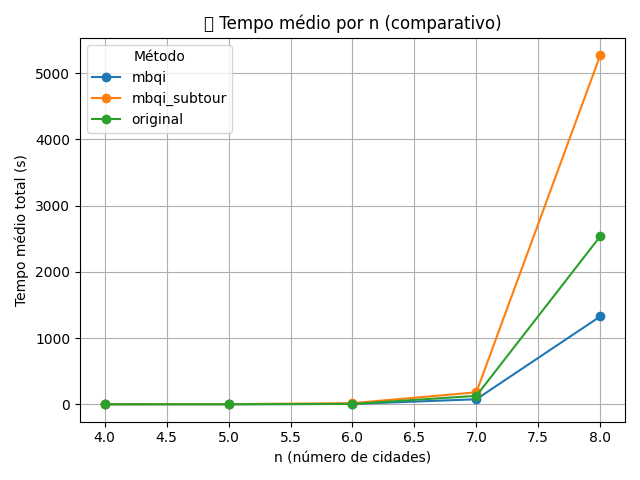 Tempo médio por n (comparativo)
Método
mbqi
mbqi_subtour
original
Tempo médio total (s)
5000
4000
3000
2000
1000
0
4.0 4.5 5.0 5.5 6.0 6.5 7.0 7.5 8.0
n (número de cidades)